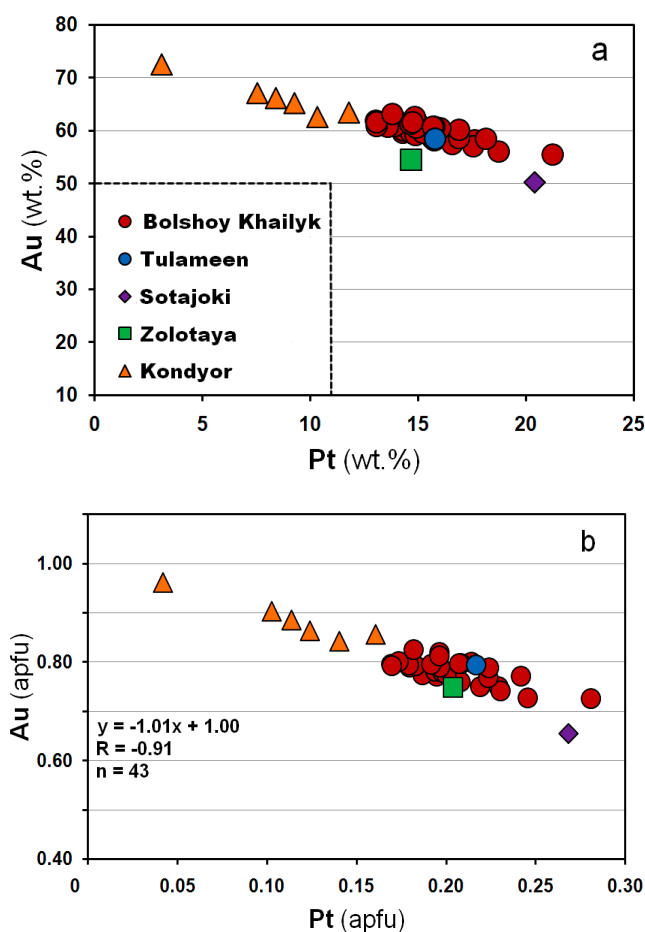 a
80
70
60
50
40
30
20
10
Au (wt.%)
Bolshoy Khailyk
Tulameen
Sotajoki
Zolotaya
Kondyor
0 5 10 15 20 25
Pt (wt.%)
b
1.00
0.80
0.60
0.40
Au (apfu)
y = -1.01x + 1.00
R = -0.91
n = 43
0 0.05 0.10 0.15 0.20 0.25 0.30
Pt (apfu)